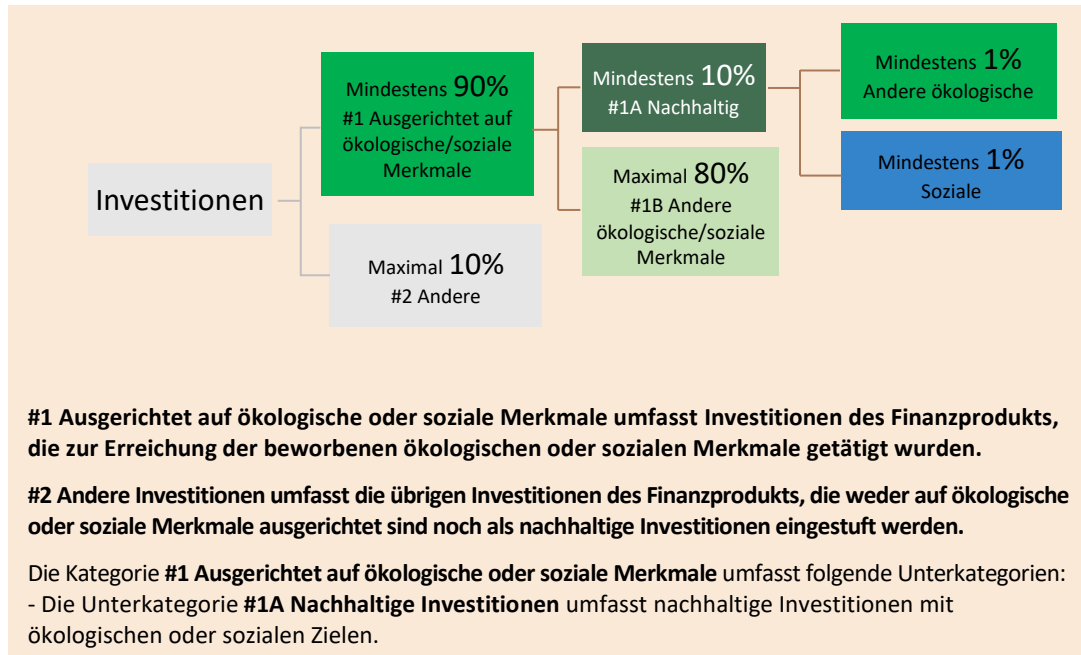 Investitionen
Mindestens 90%
#1 Ausgerichtet auf
ökologische/soziale
Merkmale
Maximal 10%
#2 Andere
Mindestens 10%
#1A Nachhaltig
Maximal 80%
#1B Andere
ökologische/soziale
Merkmale
Mindestens 1%
Andere ökologische
Mindestens 1%
Soziale
#1 Ausgerichtet auf ökologische oder soziale Merkmale umfasst Investitionen des Finanzprodukts,
die zur Erreichung der beworbenen ökologischen oder sozialen Merkmale getätigt wurden.
#2 Andere Investitionen umfasst die übrigen Investitionen des Finanzprodukts, die weder auf ökologische
oder soziale Merkmale ausgerichtet sind noch als nachhaltige Investitionen eingestuft werden.
Die Kategorie #1 Ausgerichtet auf ökologische oder soziale Merkmale umfasst folgende Unterkategorien:
- Die Unterkategorie #1A Nachhaltige Investitionen umfasst nachhaltige Investitionen mit
ökologischen oder sozialen Zielen.